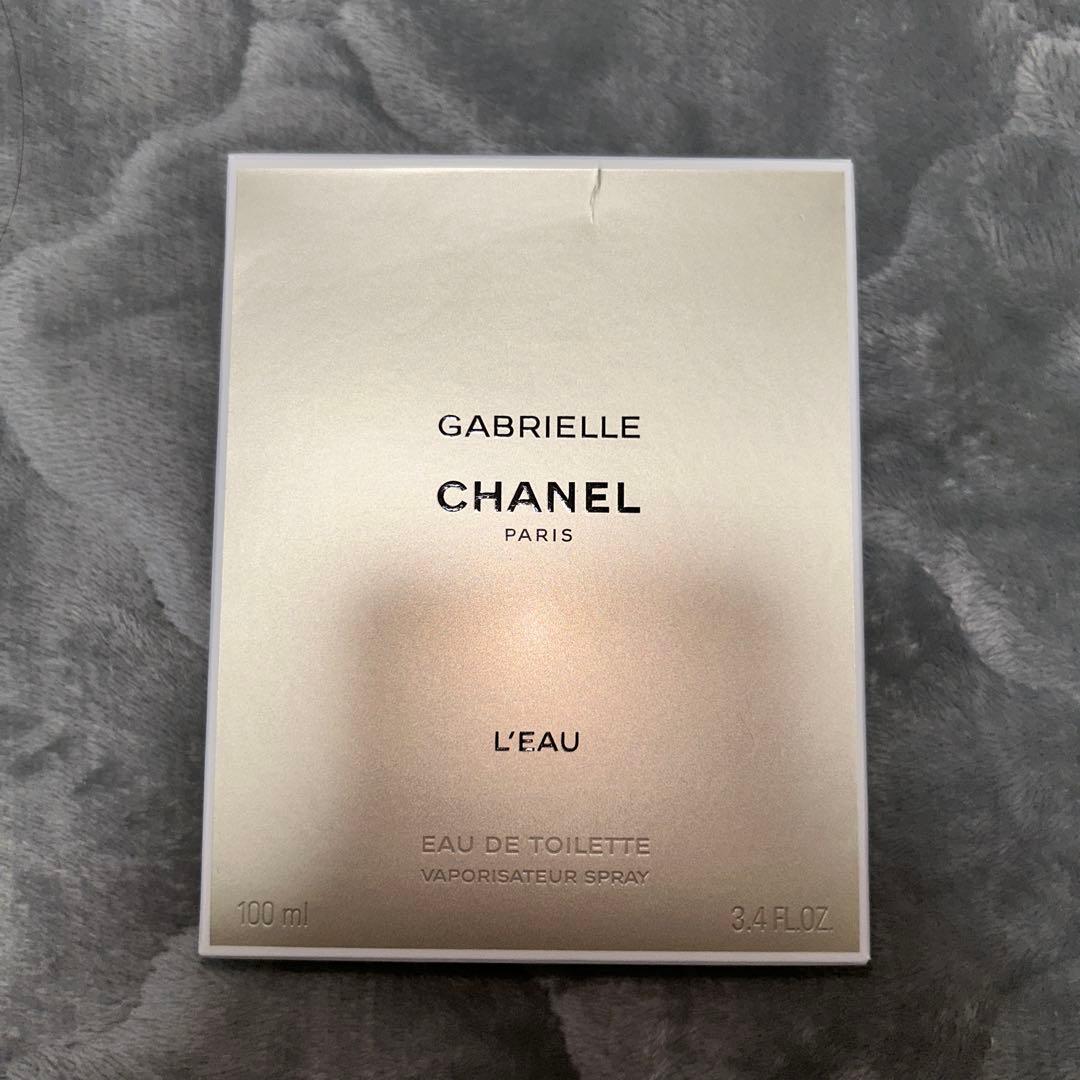 GABRIELLE
CHANEL
PARIS
L'EAU
EAU DE TOILETTE
VAPORISATEUR SPRAY
100 ml 3.4 FL.OZ.